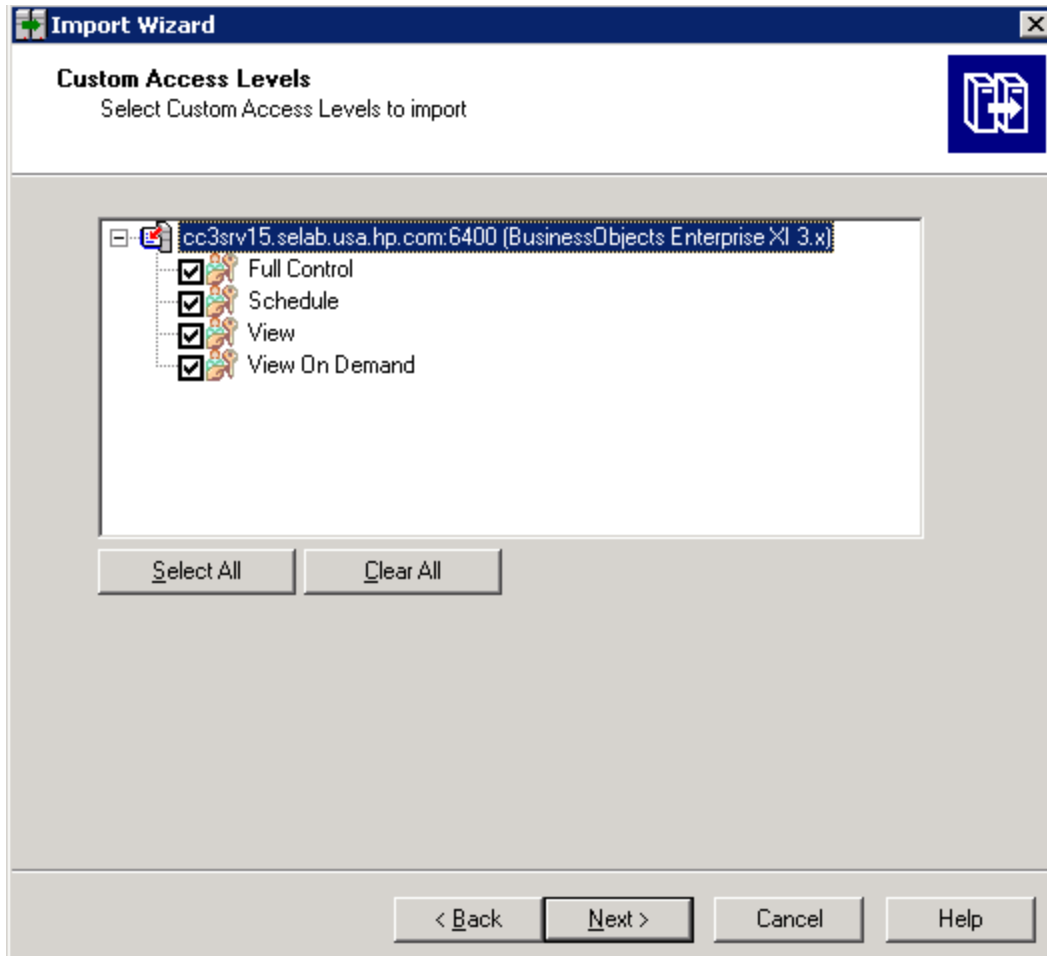 Import Wizard
Custom Access Levels
Select Custom Access Levels to import
cc3srv15.selab.usa.hp.com:6400 (BusinessObjects Enterprise XI 3.x)
Full Control
Schedule
View
View On Demand
Select All
Clear All
< Back
Next >
Cancel
Help